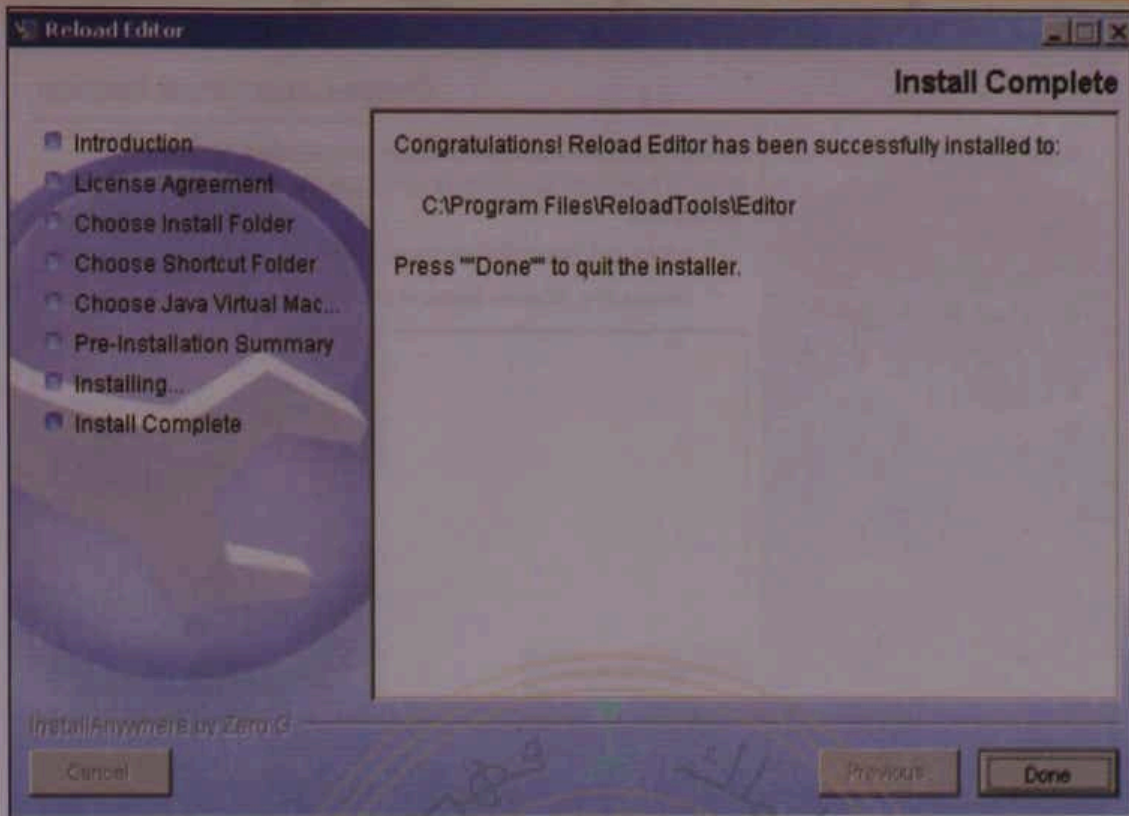 Reload Editor
Install Complete
Introduction
License Agreement
Choose Install Folder
Choose Shortcut Folder
Choose Java Virtual Mac...
Pre-Installation Summary
Installing...
Install Complete
Congratulations! Reload Editor has been successfully installed to:
C:\Program Files\ReloadTools\Editor
Press ""Done"" to quit the installer.
InstallAnywhere by Zero G
Cancel
Previous
Done